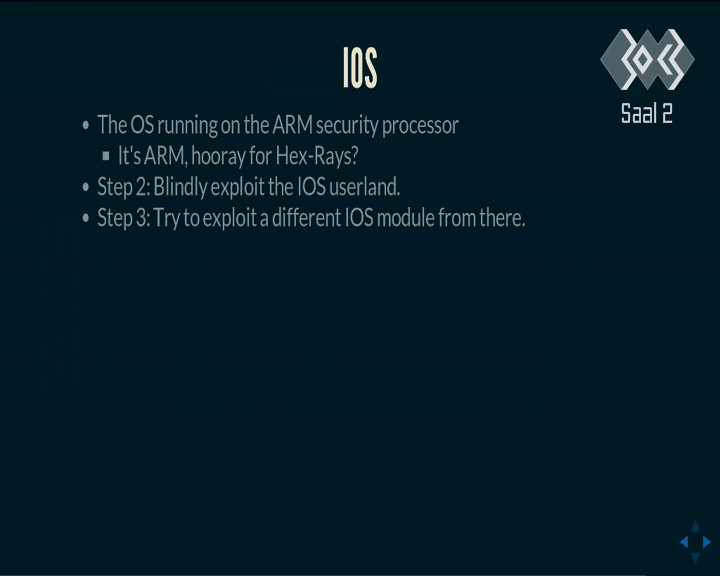 IOS
Saal 2
• The OS running on the ARM security processor
▪ It's ARM, hooray for Hex-Rays?
• Step 2: Blindly exploit the IOS userland.
• Step 3: Try to exploit a different IOS module from there.